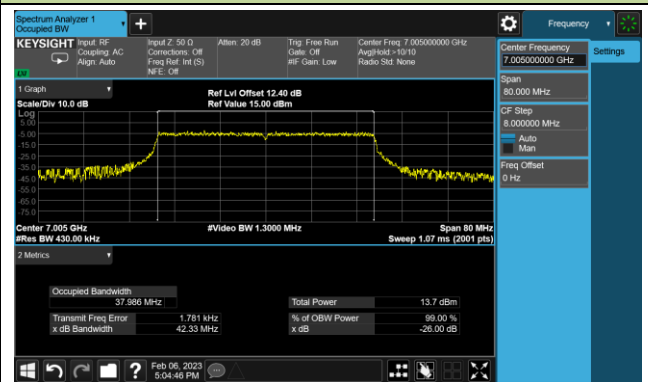 Spectrum Analyzer 1
Occupied BW
+
Frequency
KEYSIGHT
Input: RF
Coupling: AC
Align: Auto
Input Z: 50 Ω
Corrections: Off
Freq Ref: Int (S)
NFE: Off
Atten: 20 dB
Trig: Free Run
Gate: Off
#IF Gain: Low
Center Freq: 7.005000000 GHz
Avg|Hold:>10/10
Radio Std: None
1 Graph
Scale/Div 10.0 dB
Ref Lvl Offset 12.40 dB
Ref Value 15.00 dBm
Log
5.00
-5.00
-15.0
-25.0
-35.0
-45.0
-55.0
-65.0
-75.0
Center 7.005 GHz
#Video BW 1.3000 MHz
Span 80 MHz
#Res BW 430.00 kHz
Sweep 1.07 ms (2001 pts)
2 Metrics
Occupied Bandwidth
37.986 MHz
Total Power 13.7 dBm
Transmit Freq Error 1.781 kHz
% of OBW Power 99.00 %
x dB Bandwidth 42.33 MHz
x dB -26.00 dB
Center Frequency
7.005000000 GHz
Settings
Span
80.000 MHz
CF Step
8.000000 MHz
Auto
Man
Freq Offset
0 Hz
?
Feb 06, 2023
5:04:46 PM